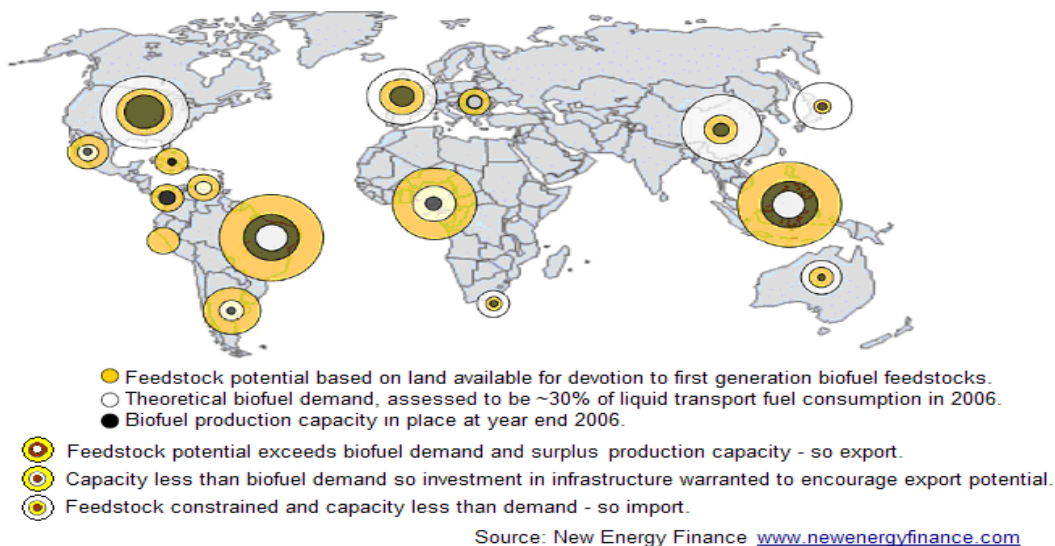 Feedstock potential based on land available for devotion to first generation biofuel feedstocks.
Theoretical biofuel demand, assessed to be ~30% of liquid transport fuel consumption in 2006.
Biofuel production capacity in place at year end 2006.
Feedstock potential exceeds biofuel demand and surplus production capacity - so export.
Capacity less than biofuel demand so investment in infrastructure warranted to encourage export potential.
Feedstock constrained and capacity less than demand - so import.
Source: New Energy Finance www.newenergyfinance.com